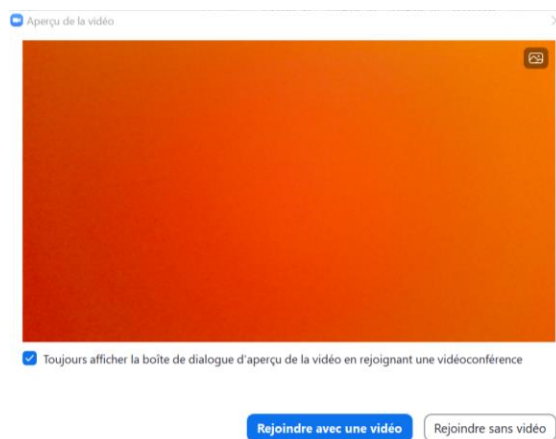 Aperçu de la vidéo
Toujours afficher la boîte de dialogue d'aperçu de la vidéo en rejoignant une vidéoconférence
Rejoindre avec une vidéo
Rejoindre sans vidéo